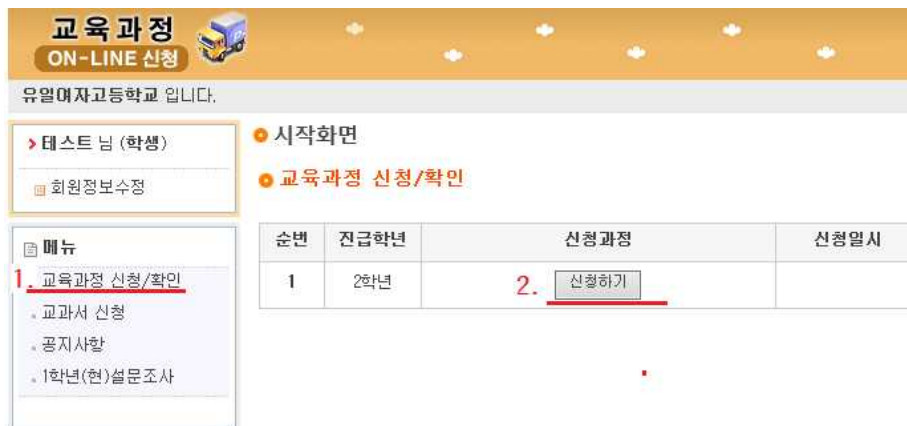 교육과정
ON-LINE 신청
유일여자고등학교 입니다.
테스트 님 (학생)
회원정보수정
메뉴
1. 교육과정 신청/확인
교과서 신청
공지사항
1학년(현)설문조사
시작화면
교육과정 신청/확인
순번 진급학년 신청과정 신청일시
1 2학년 2. 신청하기